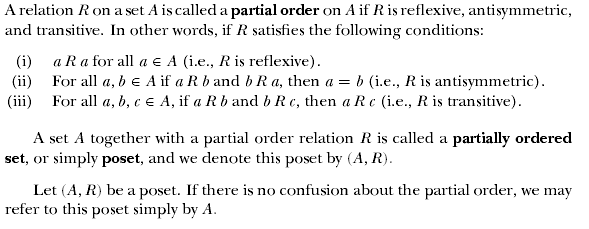 A relation R on a set A is called a partial order on A if R is reflexive, antisymmetric,
and transitive. In other words, if R satisfies the following conditions:
(i) a R a for all a ∈ A (i.e., R is reflexive).
(ii) For all a, b ∈ A if a R b and b R a, then a = b (i.e., R is antisymmetric).
(iii) For all a, b, c ∈ A, if a R b and b R c, then a R c (i.e., R is transitive).
A set A together with a partial order relation R is called a partially ordered
set, or simply poset, and we denote this poset by (A, R).
Let (A, R) be a poset. If there is no confusion about the partial order, we may
refer to this poset simply by A.